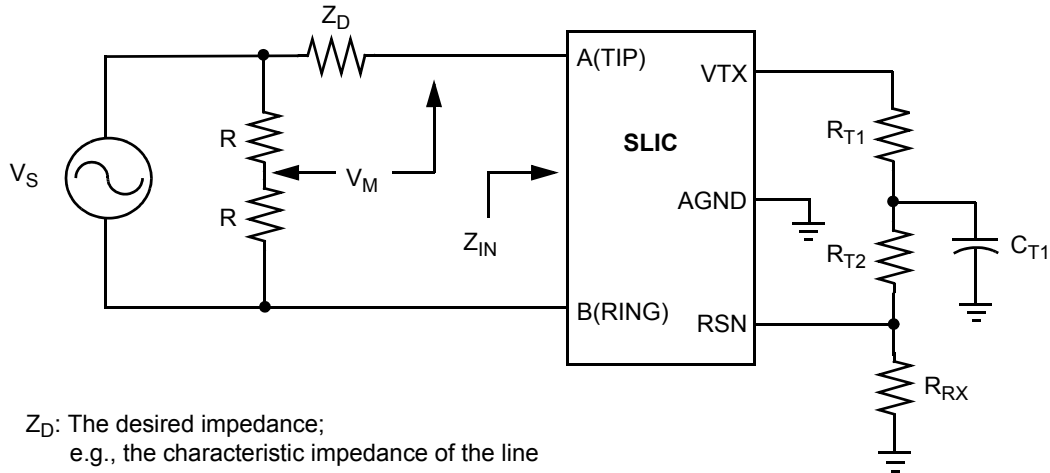 Z_D
A(TIP)
VTX
R_T1
R
SLIC
V_S
V_M
AGND
R
Z_IN
R_T2
C_T1
B(RING)
RSN
R_RX
Z_D: The desired impedance;
e.g., the characteristic impedance of the line